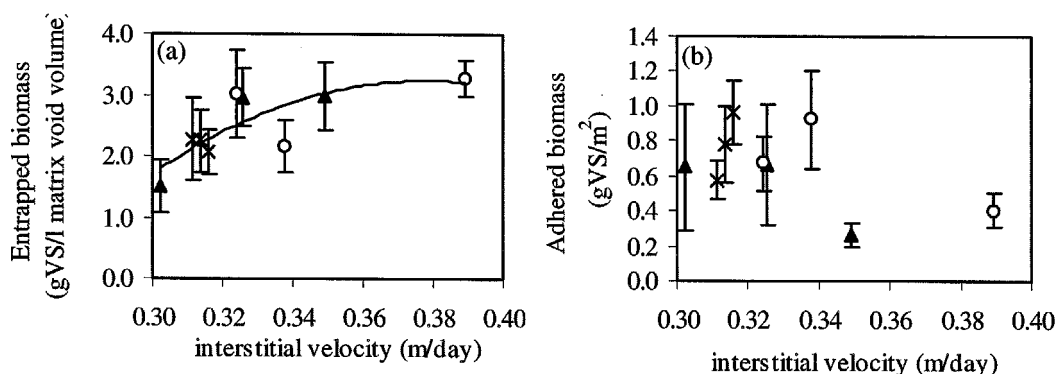 Entrapped biomass
(gVS/l matrix void volume)
4.0
3.0
2.0
1.0
0.0
(a)
0.30 0.32 0.34 0.36 0.38 0.40
interstitial velocity (m/day)
Adhered biomass
(gVS/m²)
1.4
1.2
1.0
0.8
0.6
0.4
0.2
0.0
(b)
0.30 0.32 0.34 0.36 0.38 0.40
interstitial velocity (m/day)